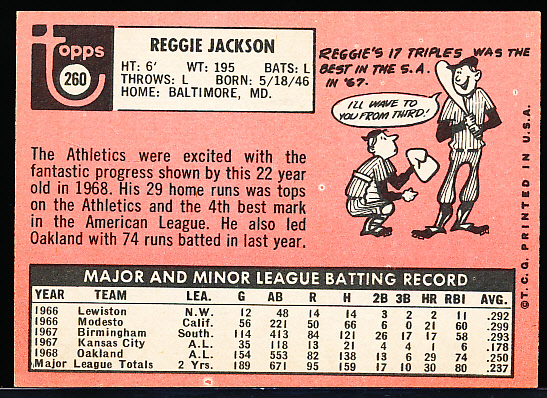 topps
260
REGGIE JACKSON
HT: 6' WT: 195 BATS: L
THROWS: L BORN: 5/18/46
HOME: BALTIMORE, MD.
REGGIE'S 17 TRIPLES WAS THE
BEST IN THE S.A.
IN '67.
I'LL WAVE TO
YOU FROM THIRD!
The Athletics were excited with the
fantastic progress shown by this 22 year
old in 1968. His 29 home runs was tops
on the Athletics and the 4th best mark
in the American League. He also led
Oakland with 74 runs batted in last year.
©T.C.G. PRINTED IN U.S.A.
MAJOR AND MINOR LEAGUE BATTING RECORD
YEAR TEAM LEA. G AB R H 2B 3B HR RBI AVG.
1966 Lewiston N.W. 12 48 14 14 3 2 2 11 .292
1966 Modesto Calif. 56 221 50 66 6 0 21 60 .299
1967 Birmingham South. 114 413 84 121 26 17 17 58 .293
1967 Kansas City A.L. 35 118 13 21 4 4 1 6 .178
1968 Oakland A.L. 154 553 82 138 13 6 29 74 .250
Major League Totals 2 Yrs. 189 671 95 159 17 10 30 80 .237